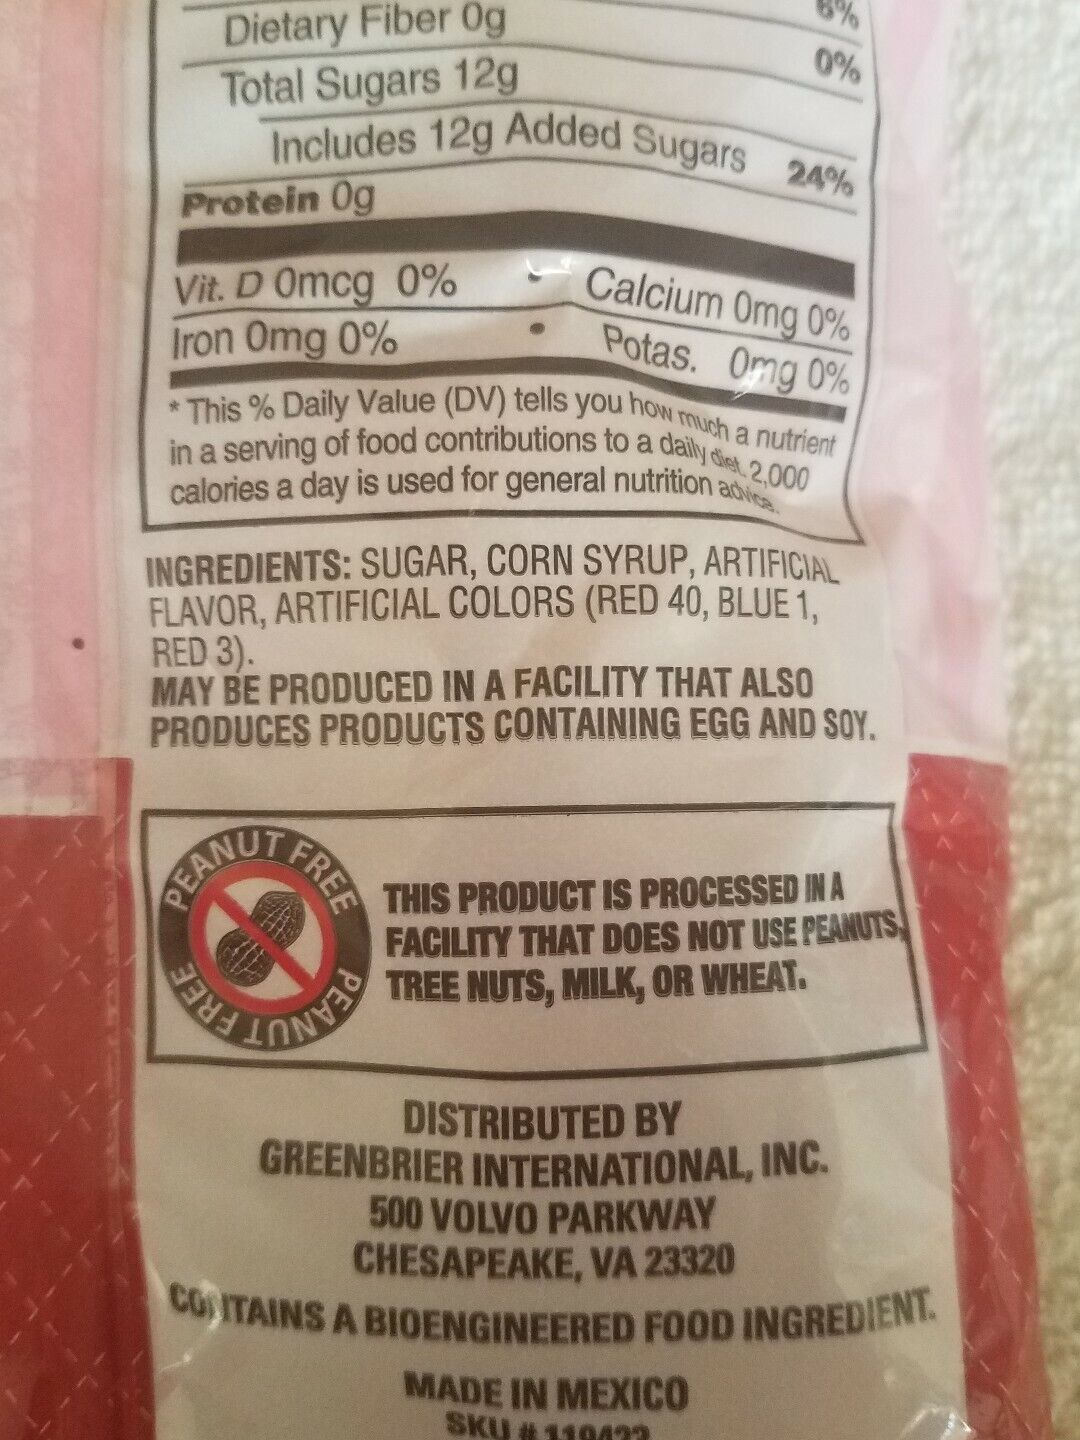 Dietary Fiber 0g
0%
Total Sugars 12g
Includes 12g Added Sugars 24%
Protein 0g
Vit. D 0mcg 0% • Calcium 0mg 0%
Iron 0mg 0% • Potas. 0mg 0%
* This % Daily Value (DV) tells you how much a nutrient
in a serving of food contributions to a daily diet. 2,000
calories a day is used for general nutrition advice.
INGREDIENTS: SUGAR, CORN SYRUP, ARTIFICIAL
FLAVOR, ARTIFICIAL COLORS (RED 40, BLUE 1,
RED 3).
MAY BE PRODUCED IN A FACILITY THAT ALSO
PRODUCES PRODUCTS CONTAINING EGG AND SOY.
PEANUT FREE
PEANUT FREE
THIS PRODUCT IS PROCESSED IN A
FACILITY THAT DOES NOT USE PEANUTS,
TREE NUTS, MILK, OR WHEAT.
DISTRIBUTED BY
GREENBRIER INTERNATIONAL, INC.
500 VOLVO PARKWAY
CHESAPEAKE, VA 23320
CONTAINS A BIOENGINEERED FOOD INGREDIENT.
MADE IN MEXICO
SKU #